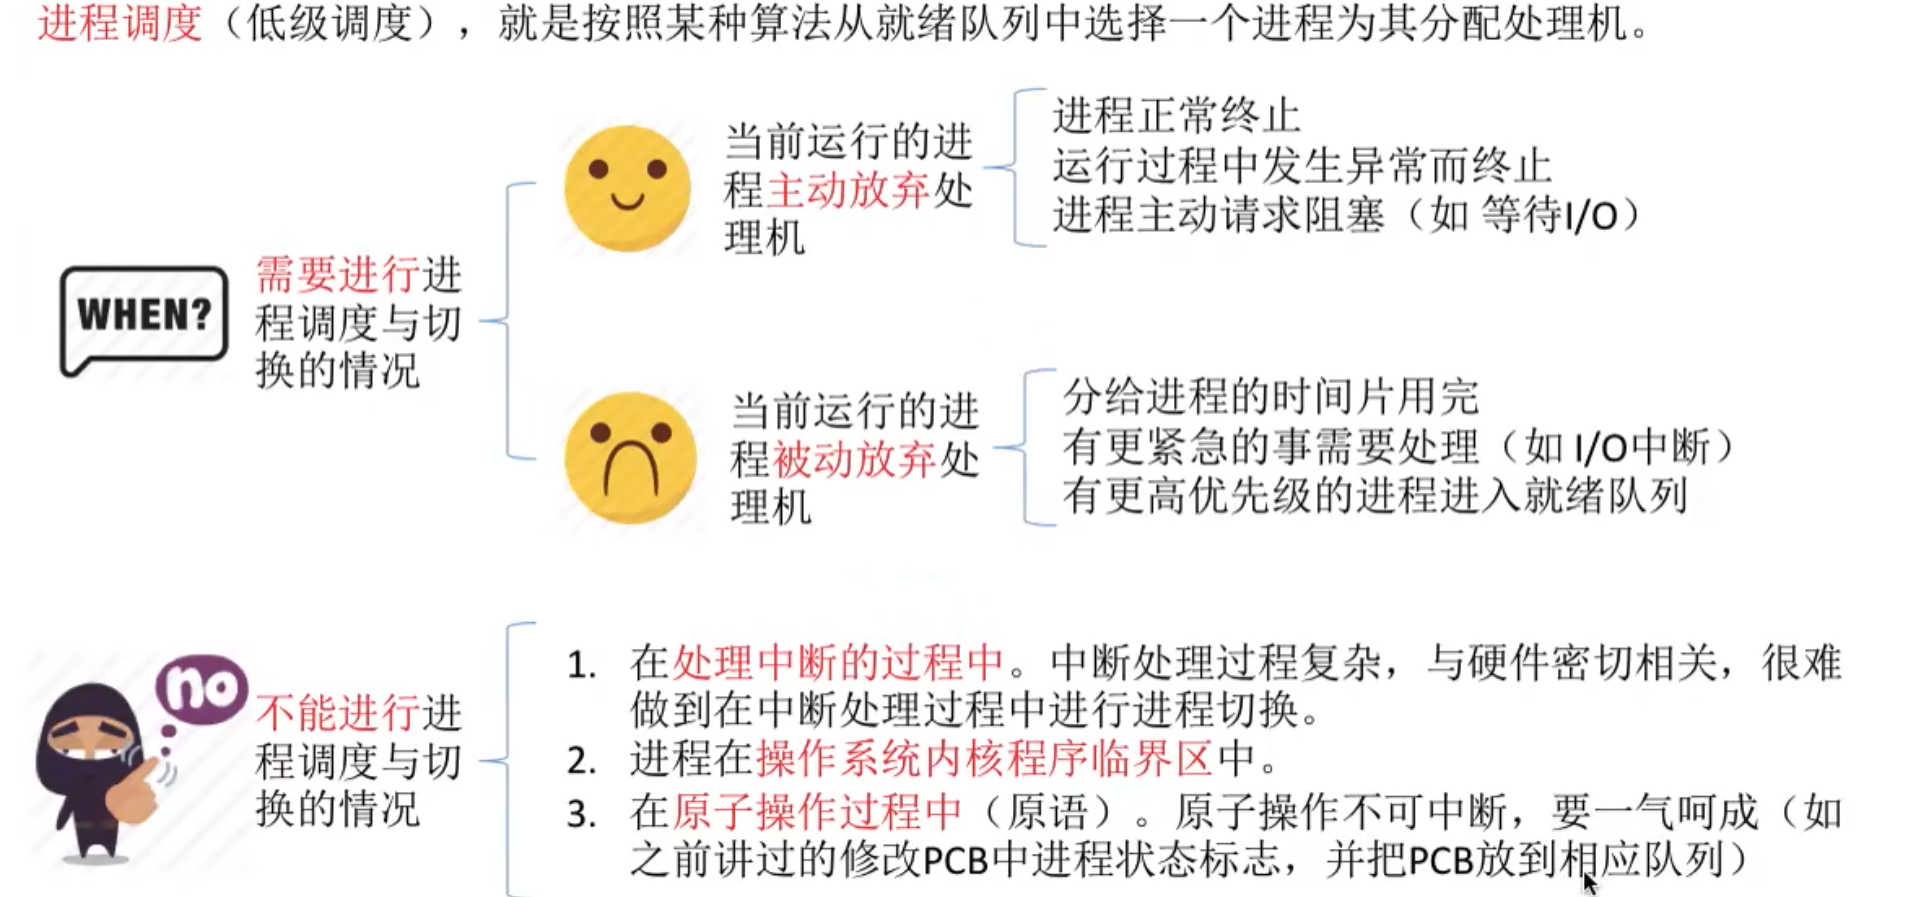 进程调度（低级调度），就是按照某种算法从就绪队列中选择一个进程为其分配处理机。
WHEN?
需要进行进
程调度与切
换的情况
当前运行的进
程主动放弃处
理机
进程正常终止
运行过程中发生异常而终止
进程主动请求阻塞（如 等待I/O）
当前运行的进
程被动放弃处
理机
分给进程的时间片用完
有更紧急的事需要处理（如 I/O中断）
有更高优先级的进程进入就绪队列
no
不能进行进
程调度与切
换的情况
1. 在处理中断的过程中。中断处理过程复杂，与硬件密切相关，很难
做到在中断处理过程中进行进程切换。
2. 进程在操作系统内核程序临界区中。
3. 在原子操作过程中（原语）。原子操作不可中断，要一气呵成（如
之前讲过的修改PCB中进程状态标志，并把PCB放到相应队列）